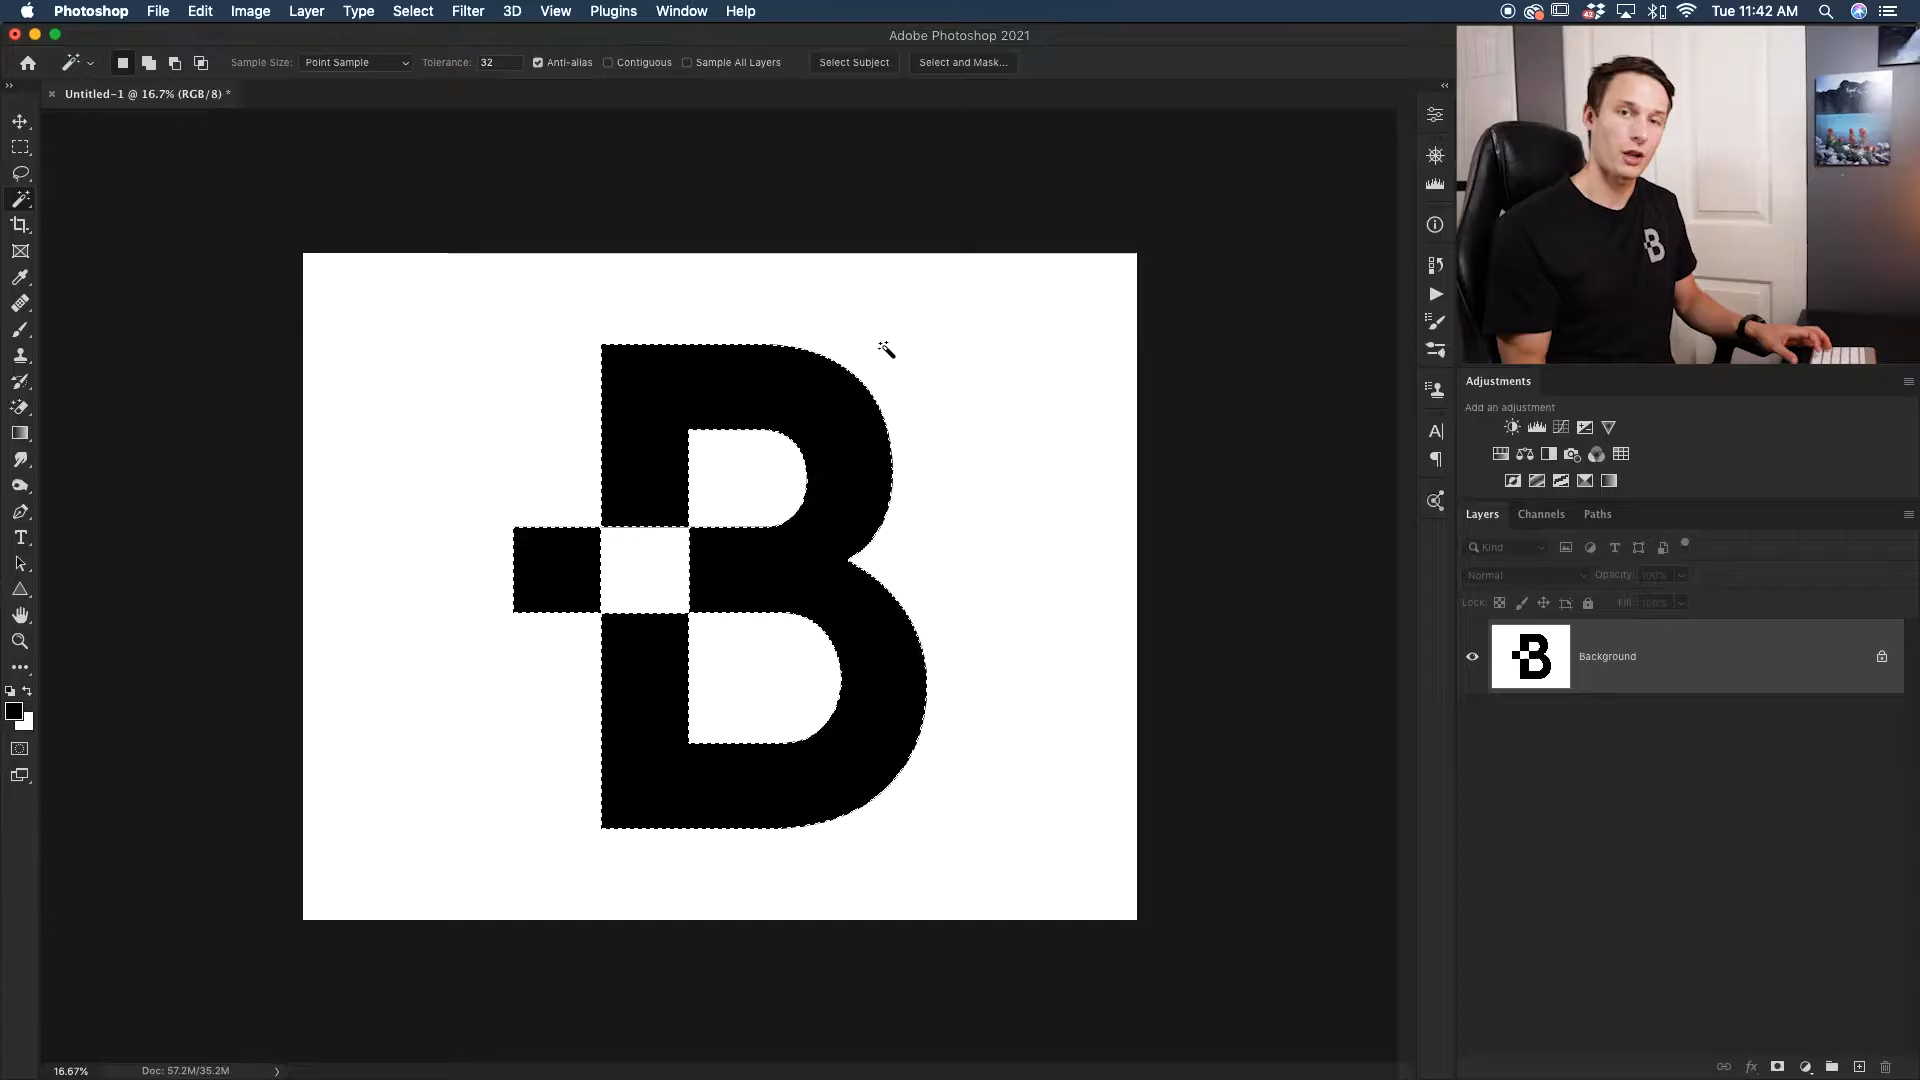 Photoshop File Edit Image Layer Type Select Filter 3D View Plugins Window Help
42 Tue 11:42 AM
Adobe Photoshop 2021
Sample Size: Point Sample Tolerance: 32 Anti-alias Contiguous Sample All Layers Select Subject Select and Mask...
Untitled-1 @ 16.7% (RGB/8) *
B
B
Adjustments
Add an adjustment
Layers Channels Paths
Kind
Normal Opacity: 100%
Lock: Fill: 100%
B Background
16.67% Doc: 57.2M/35.2M